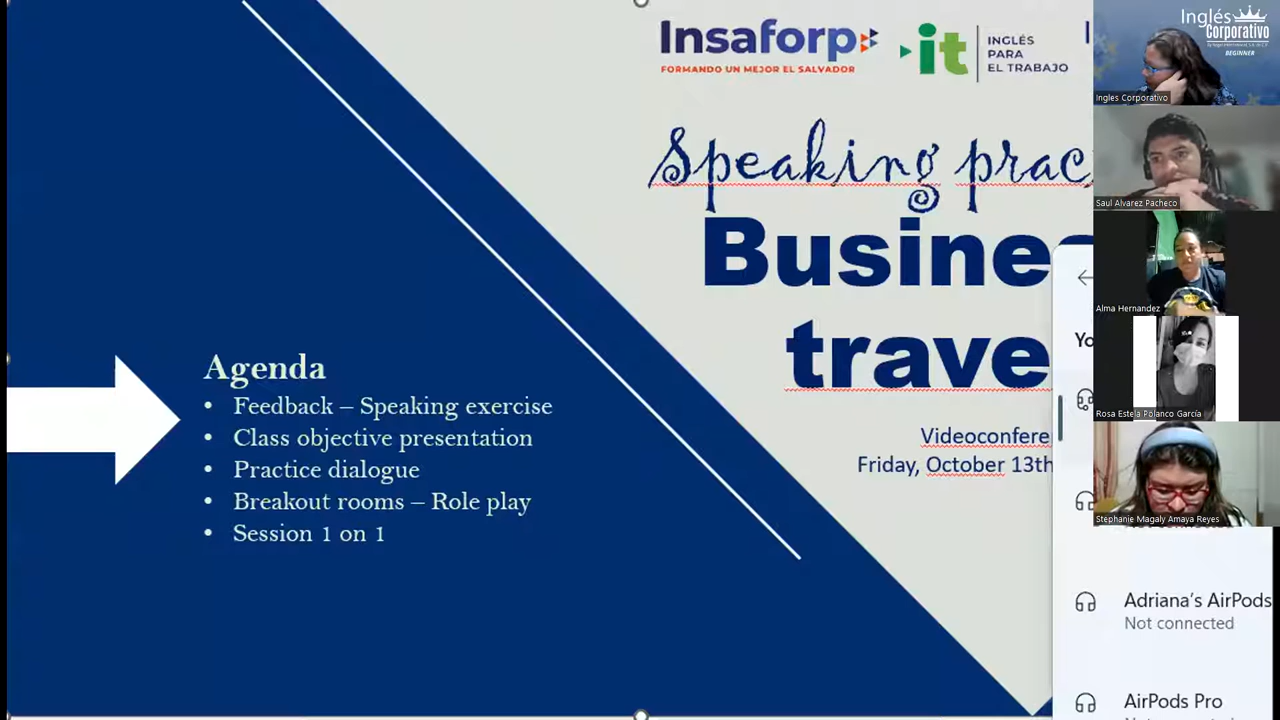 Insaforp
FORMANDO UN MEJOR EL SALVADOR
it
INGLÉS
PARA
EL TRABAJO
Speaking prac
Busine
trave
Videoconfere
Friday, October 13th
Agenda
• Feedback – Speaking exercise
• Class objective presentation
• Practice dialogue
• Breakout rooms – Role play
• Session 1 on 1
Inglés
Corporativo
BEGINNER
Ingles Corporativo
Saul Alvarez Pacheco
Alma Hernandez
Rosa Estela Polanco García
Stephanie Magaly Amaya Reyes
Yo
Adriana’s AirPods
Not connected
AirPods Pro